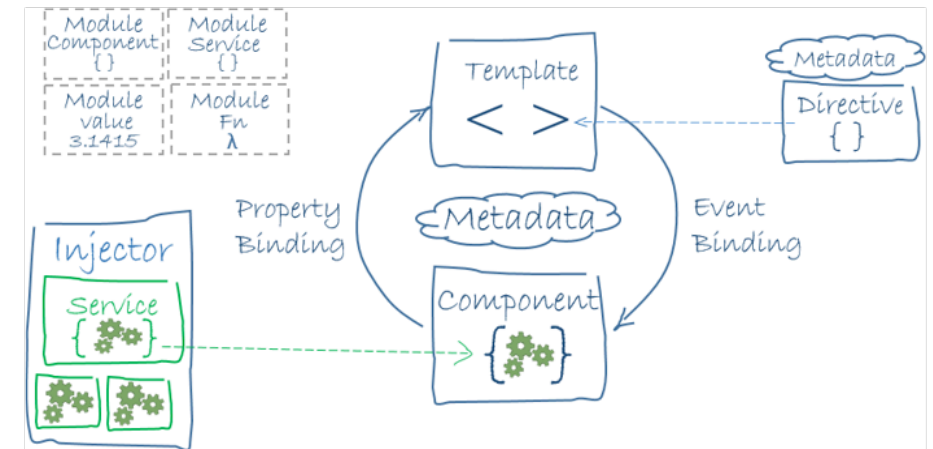 Module
Component
{ }
Module
Service
{ }
Module
value
3.1415
Module
Fn
λ
Template
< >
Metadata
Directive
{ }
Property
Binding
Metadata
Event
Binding
Injector
Service
{ }
Component
{ }